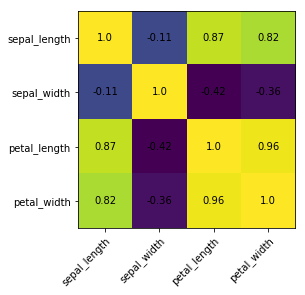 sepal_length 1.0 -0.11 0.87 0.82
sepal_width -0.11 1.0 -0.42 -0.36
petal_length 0.87 -0.42 1.0 0.96
petal_width 0.82 -0.36 0.96 1.0
sepal_length sepal_width petal_length petal_width